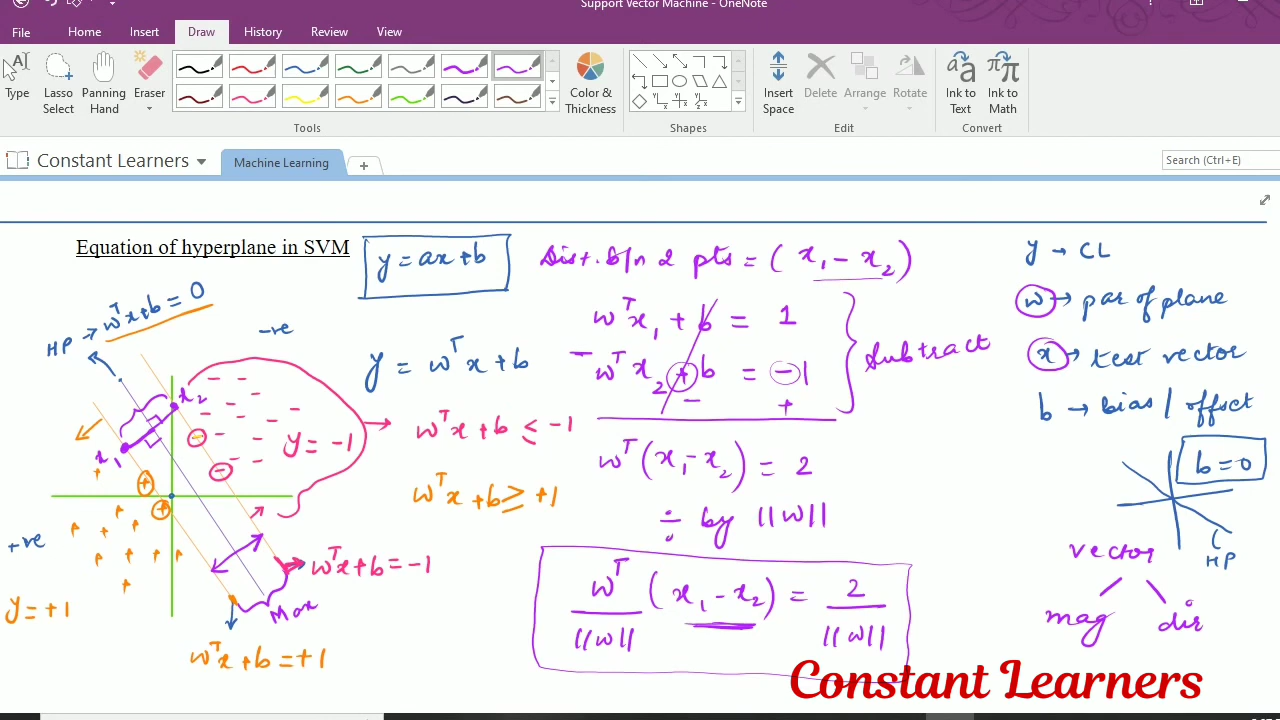 Support Vector Machine - OneNote
File Home Insert Draw History Review View
Type
Lasso Select
Panning Hand
Eraser
Color & Thickness
Insert Space
Delete
Arrange
Rotate
Ink to Text
Ink to Math
Tools
Shapes
Edit
Convert
Constant Learners
Machine Learning
+
Search (Ctrl+E)
Equation of hyperplane in SVM
y = ax + b
HP → wᵀx + b = 0
-ve
y = wᵀx + b
x₂
x₁
y = -1
wᵀx + b ≤ -1
wᵀx + b ≥ +1
+ve
y = +1
wᵀx + b = -1
Max
wᵀx + b = +1
Dist. b/n 2 pts = (x₁ - x₂)
wᵀx₁ + b = 1
- wᵀx₂ + b = -1
- +
Subtract
wᵀ(x₁ - x₂) = 2
÷ by ||w||
wᵀ/||w|| (x₁ - x₂) = 2/||w||
y → CL
w → par of plane
x → test vector
b → bias / offset
b = 0
HP
vector
mag dir
Constant Learners